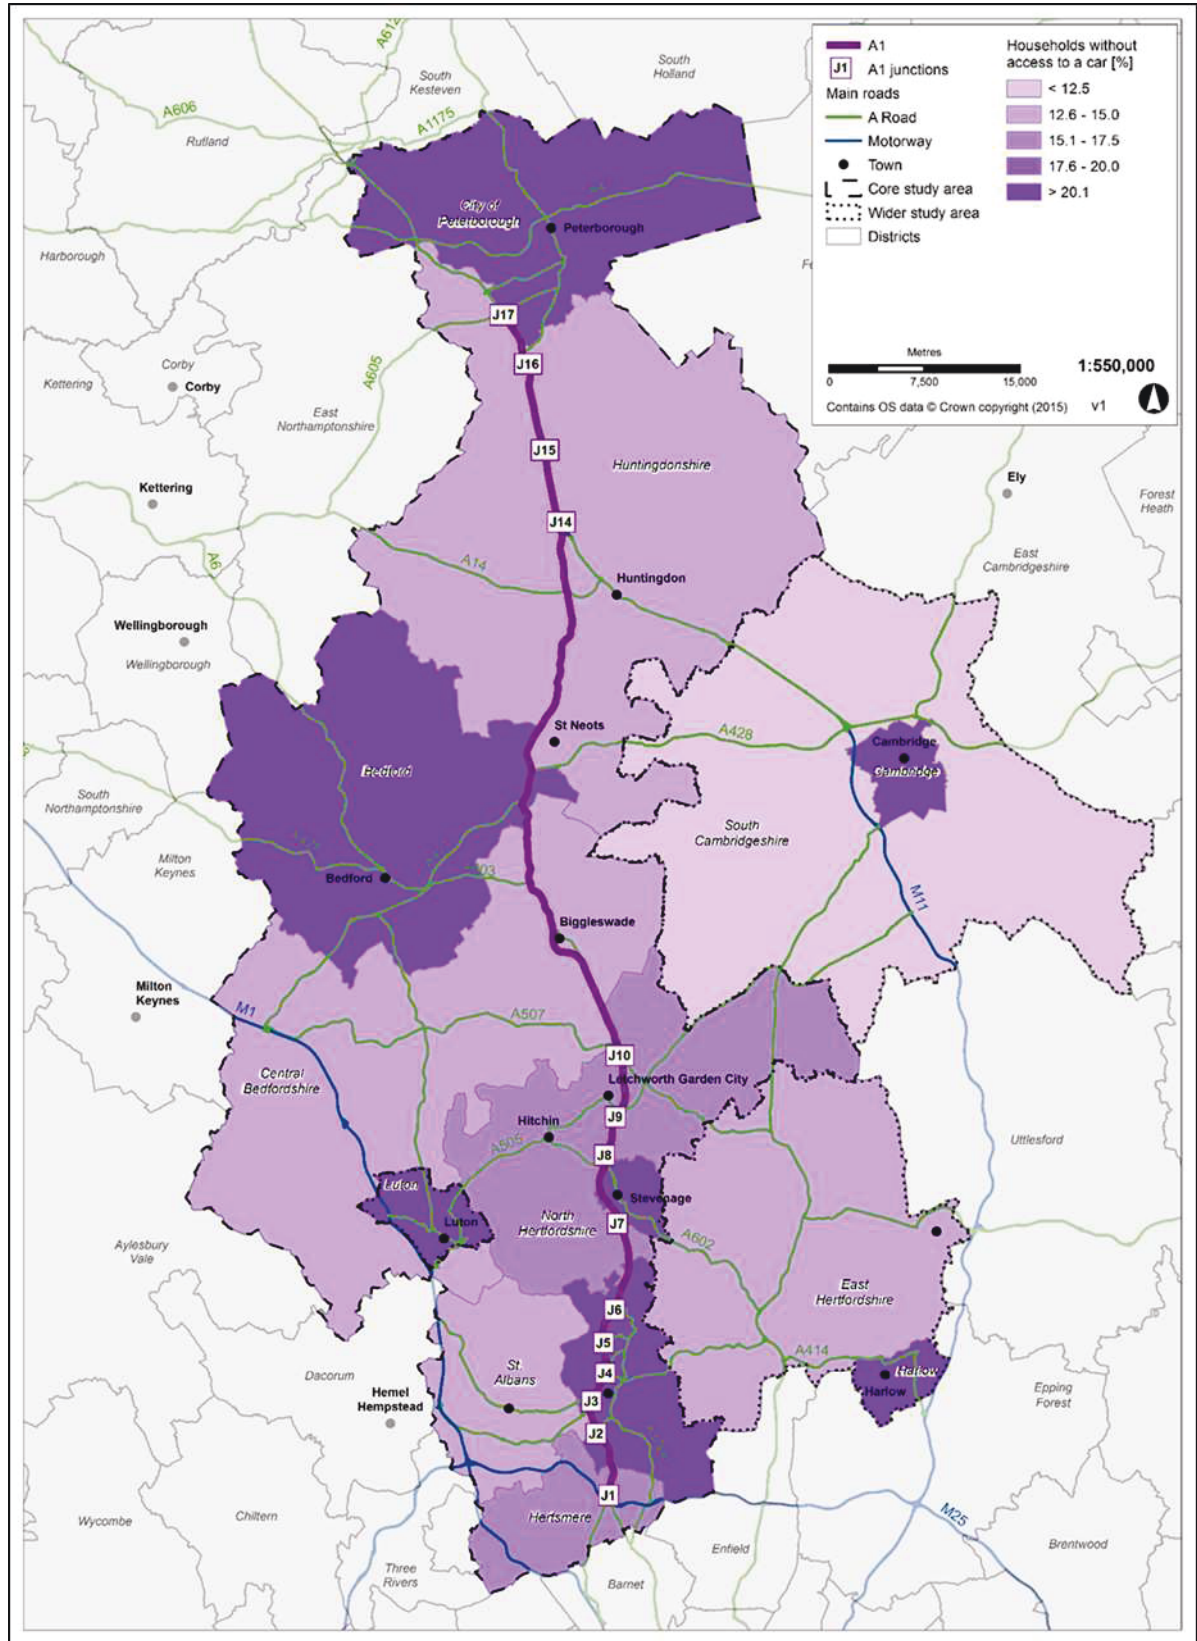 A612
South
Kesteven
South
Holland
A606
A1175
Rutland
City of
Peterborough
Peterborough
Harborough
J17
J16
A605
Corby
Corby
Kettering
East
Northamptonshire
J15
Huntingdonshire
Kettering
J14
Ely
Forest
Heath
A6
A14
East
Cambridgeshire
Huntingdon
Wellingborough
Wellingborough
St Neots
A428
Cambridge
Cambridge
Bedford
South
Northamptonshire
South
Cambridgeshire
Milton
Keynes
Bedford
M11
Biggleswade
Milton
Keynes
M1
A507
J10
Central
Bedfordshire
Letchworth Garden City
J9
Hitchin
A505
J8
Uttlesford
Luton
Stevenage
Luton
North
Hertfordshire
J7
A602
Aylesbury
Vale
East
Hertfordshire
J6
J5
A414
St.
Albans
J4
Harlow
Harlow
Dacorum
Hemel
Hempstead
J3
J2
Epping
Forest
J1
Hertsmere
M25
Wycombe
Chiltern
Three
Rivers
Barnet
Enfield
Brentwood
A1
J1 A1 junctions
Main roads
A Road
Motorway
Town
Core study area
Wider study area
Districts
Households without
access to a car [%]
< 12.5
12.6 - 15.0
15.1 - 17.5
17.6 - 20.0
> 20.1
Metres
0 7,500 15,000
1:550,000
Contains OS data © Crown copyright (2015) v1